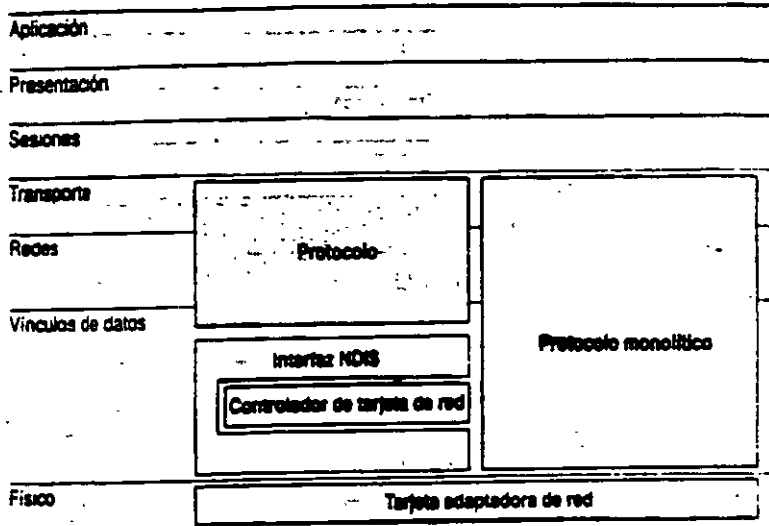 Aplicación
Presentación
Sesiones
Transporte
Redes
Protocolo
Vínculos de datos
Protocolo monolítico
Interfaz NDIS
Controlador de tarjeta de red
Físico
Tarjeta adaptadora de red